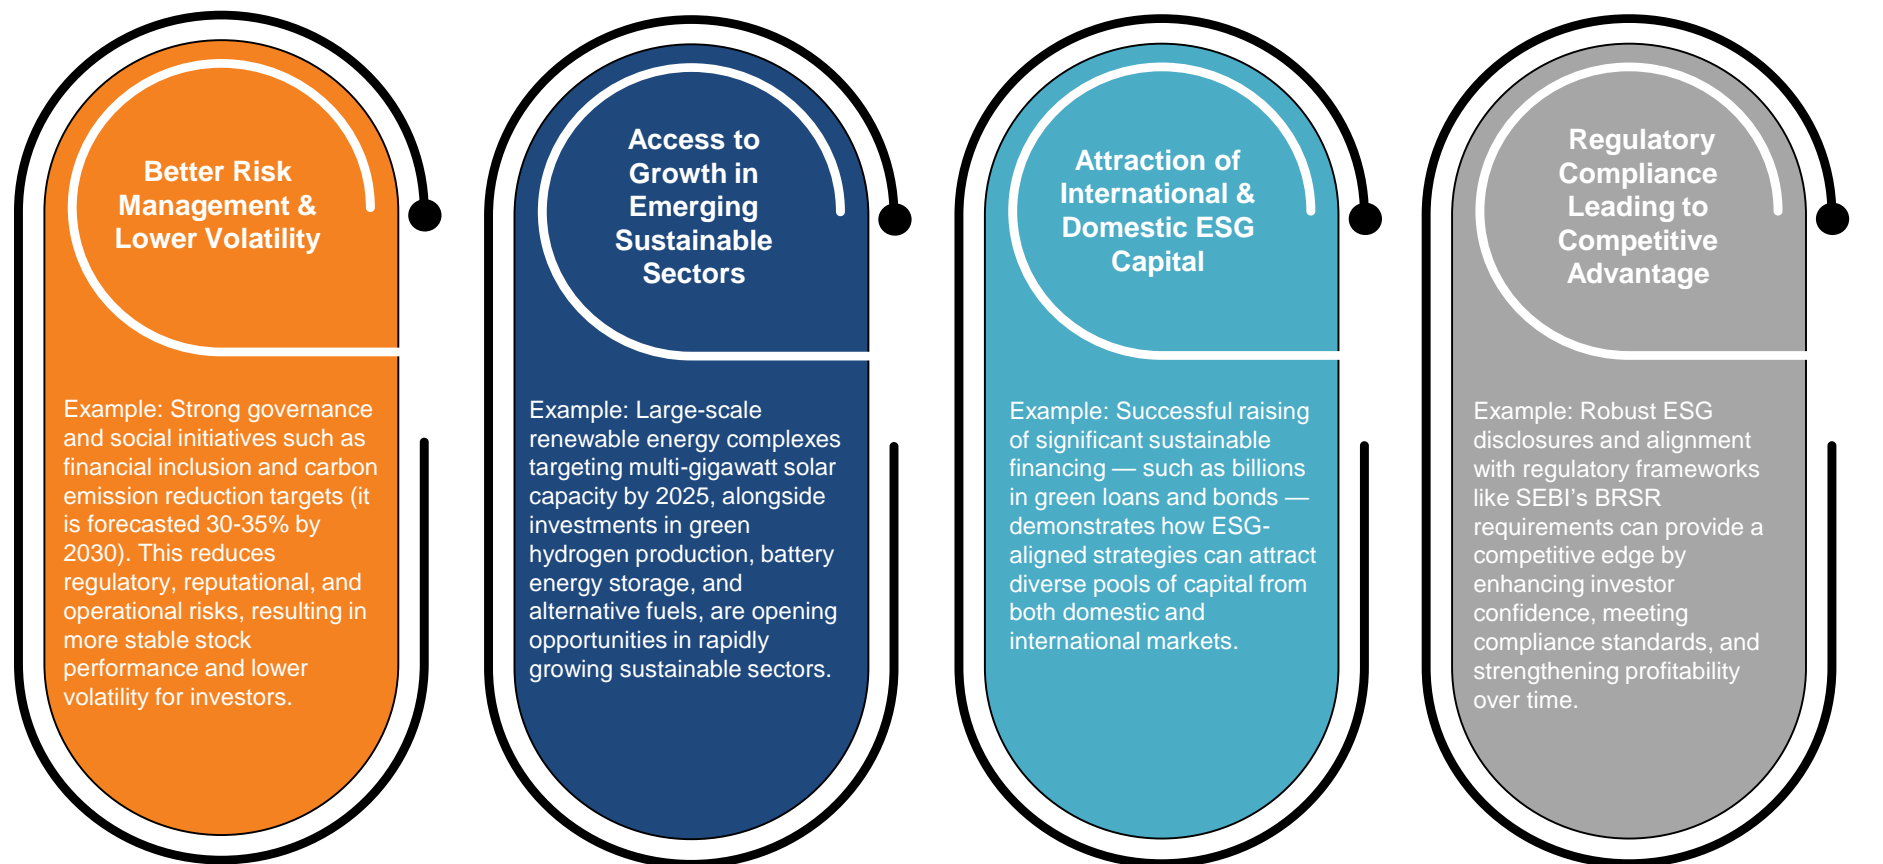 Better Risk
Management &
Lower Volatility
Example: Strong governance
and social initiatives such as
financial inclusion and carbon
emission reduction targets (it
is forecasted 30-35% by
2030). This reduces
regulatory, reputational, and
operational risks, resulting in
more stable stock
performance and lower
volatility for investors.
Access to
Growth in
Emerging
Sustainable
Sectors
Example: Large-scale
renewable energy complexes
targeting multi-gigawatt solar
capacity by 2025, alongside
investments in green
hydrogen production, battery
energy storage, and
alternative fuels, are opening
opportunities in rapidly
growing sustainable sectors.
Attraction of
International &
Domestic ESG
Capital
Example: Successful raising
of significant sustainable
financing — such as billions
in green loans and bonds —
demonstrates how ESG-
aligned strategies can attract
diverse pools of capital from
both domestic and
international markets.
Regulatory
Compliance
Leading to
Competitive
Advantage
Example: Robust ESG
disclosures and alignment
with regulatory frameworks
like SEBI’s BRSR
requirements can provide a
competitive edge by
enhancing investor
confidence, meeting
compliance standards, and
strengthening profitability
over time.